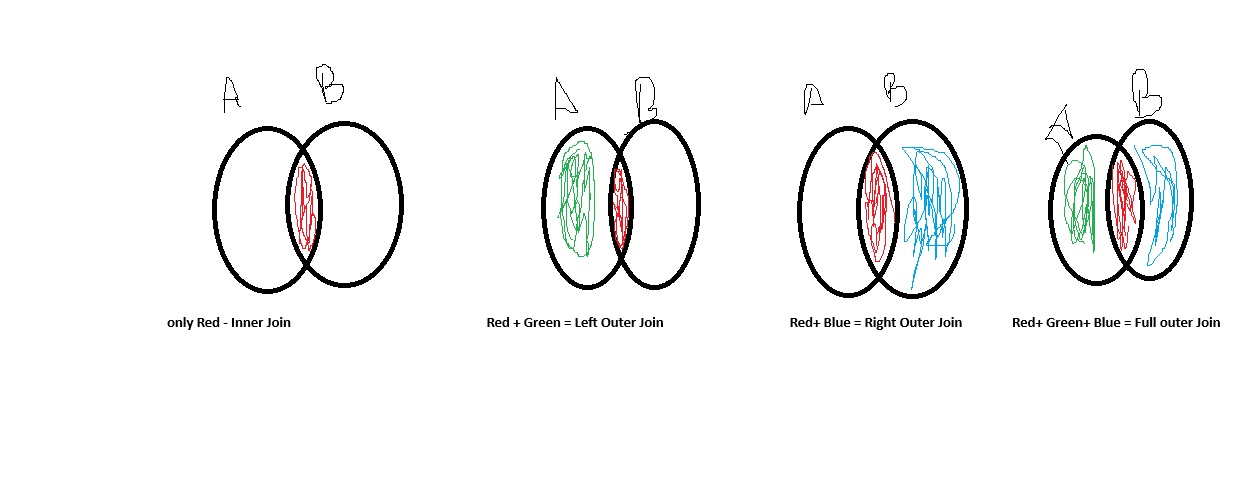 A B
A B
A B
A B
only Red - Inner Join
Red + Green = Left Outer Join
Red+ Blue = Right Outer Join
Red+ Green+ Blue = Full outer Join